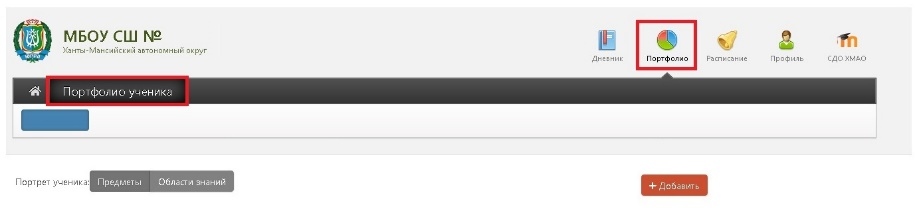 МБОУ СШ №
Ханты-Мансийский автономный округ
Дневник
Портфолио
Расписание
Профиль
СДО ХМАО
Портфолио ученика
Портрет ученика: Предметы Области знаний
+ Добавить